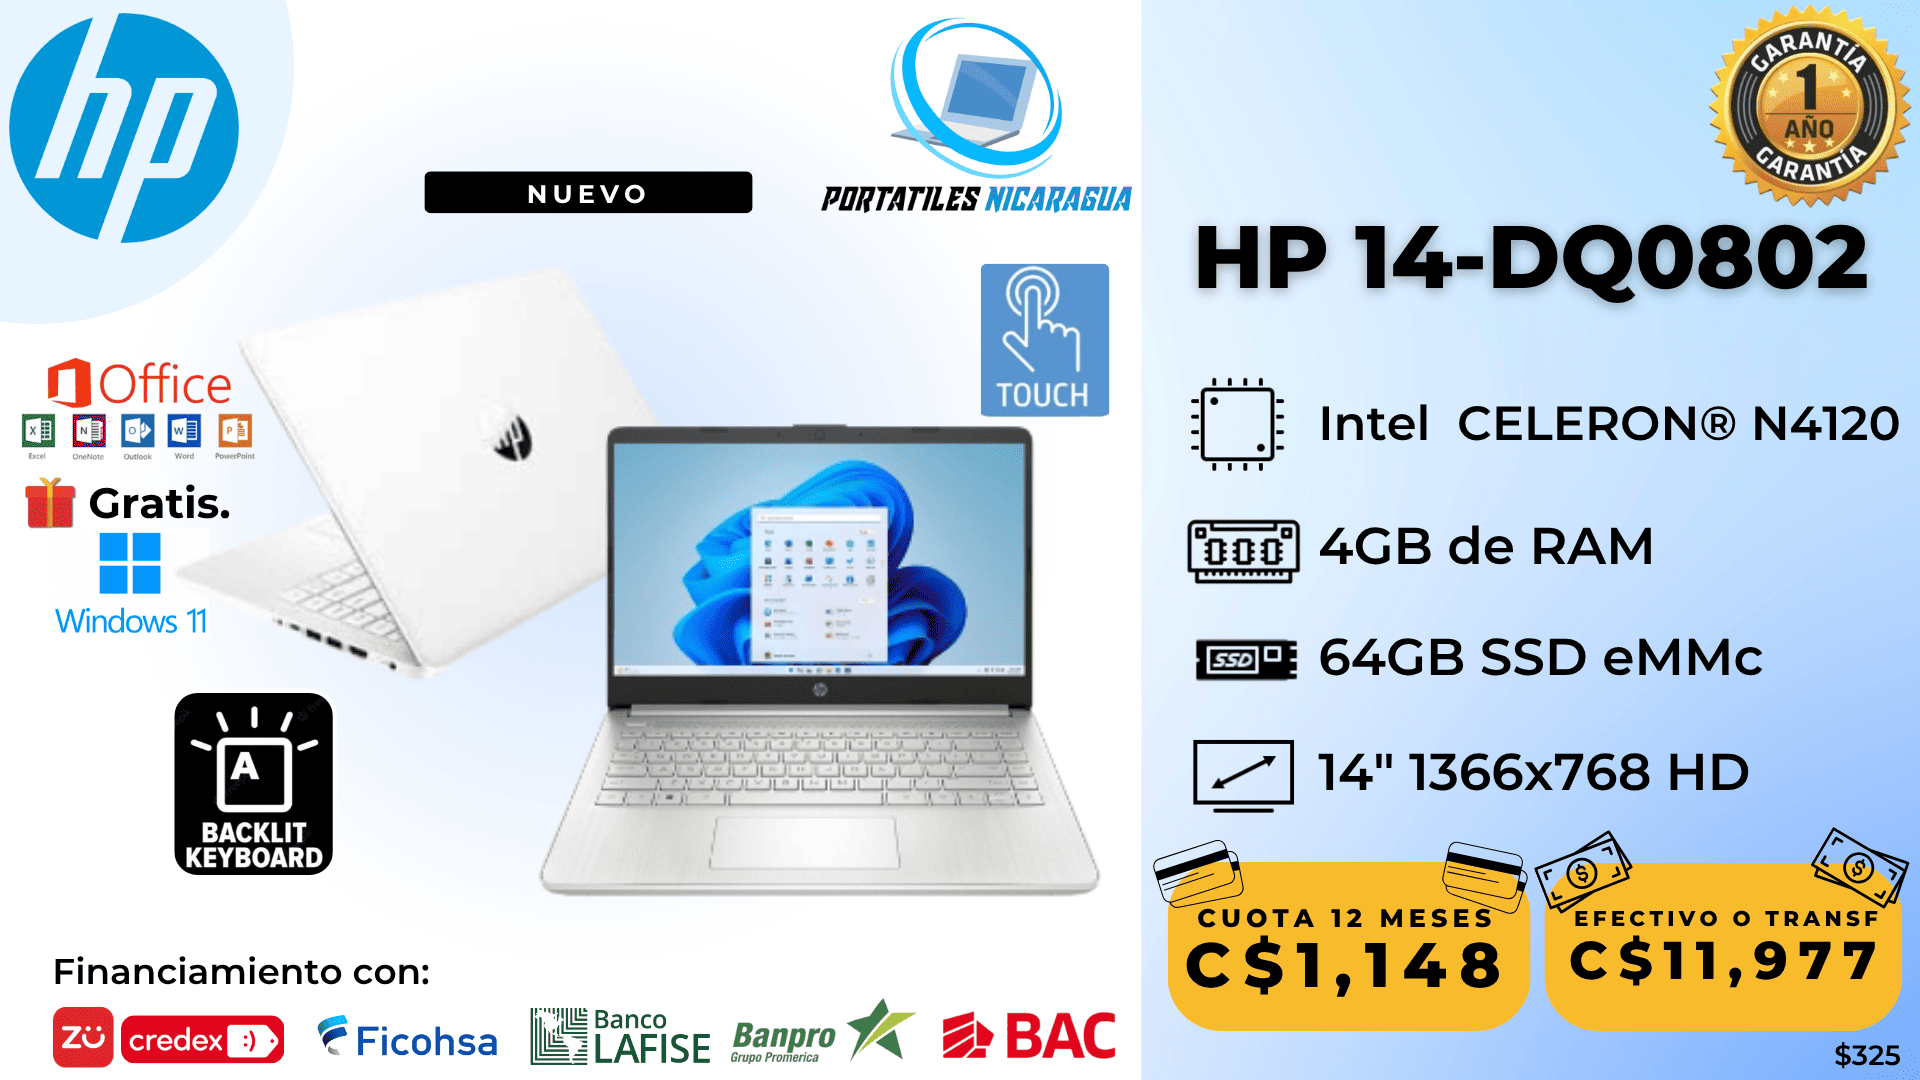 hp
NUEVO
PORTATILES NICARAGUA
Office
Excel OneNote Outlook Word PowerPoint
Gratis.
Windows 11
TOUCH
A
BACKLIT
KEYBOARD
Financiamiento con:
ZU
credex :)
Ficohsa
Banco
LAFISE
Banpro
Grupo Promerica
BAC
GARANTÍA
1
AÑO
GARANTÍA
HP 14-DQ0802
Intel CELERON® N4120
4GB de RAM
SSD
64GB SSD eMMc
14" 1366x768 HD
CUOTA 12 MESES
C$1,148
EFECTIVO O TRANSF
C$11,977
$325